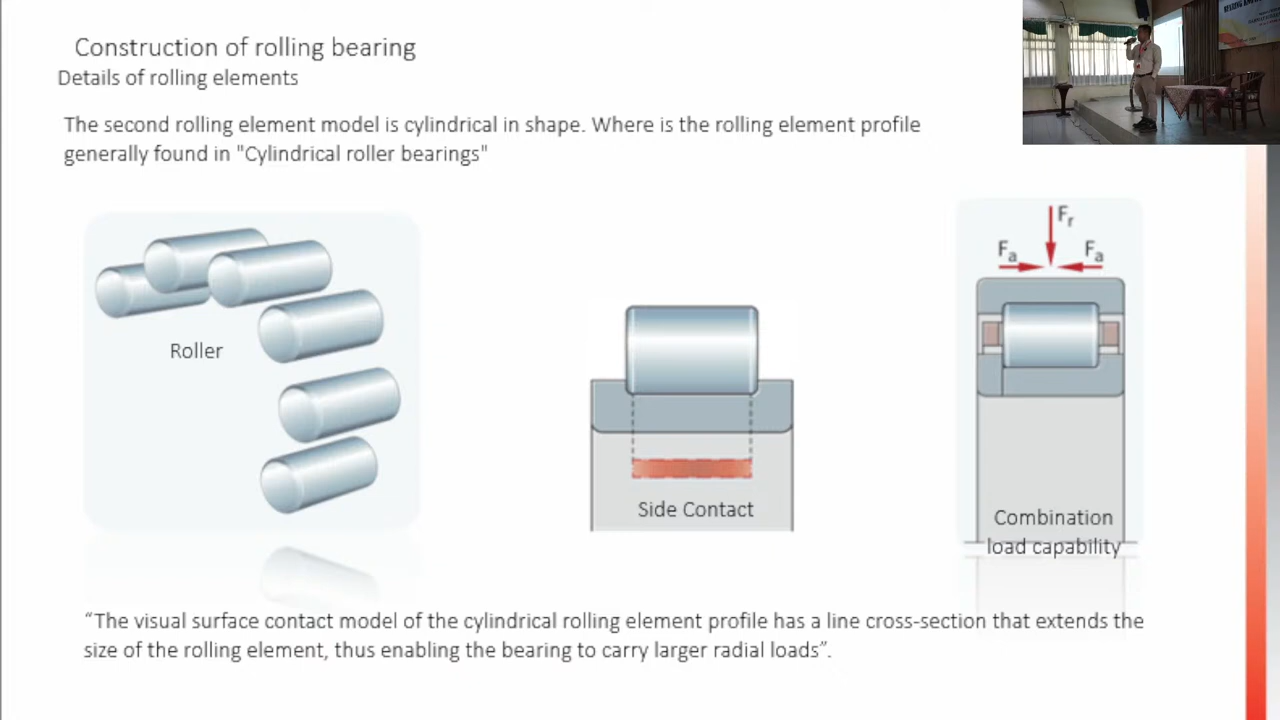 Construction of rolling bearing
Details of rolling elements
The second rolling element model is cylindrical in shape. Where is the rolling element profile
generally found in "Cylindrical roller bearings"
Roller
Side Contact
Fr
Fa
Fa
Combination
load capability
“The visual surface contact model of the cylindrical rolling element profile has a line cross-section that extends the
size of the rolling element, thus enabling the bearing to carry larger radial loads”.